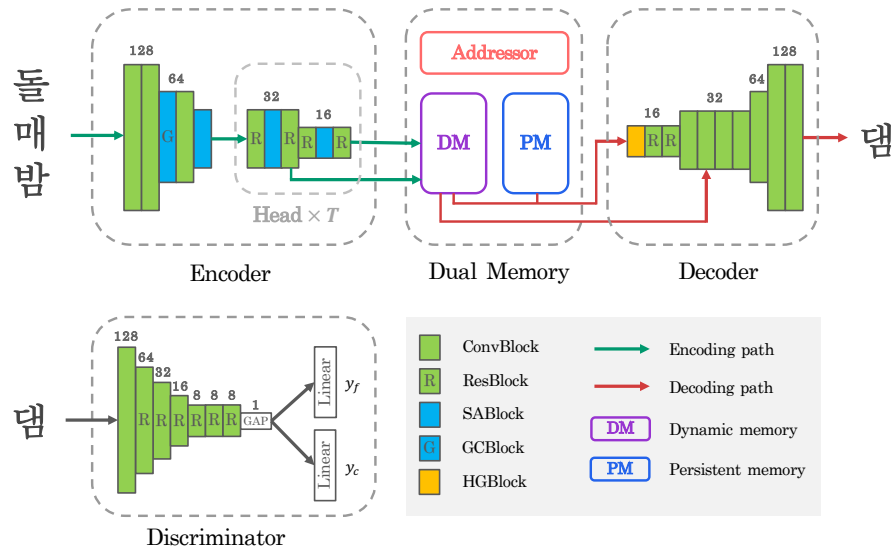 돌
매
밤
128
64
G
32
16
R
R
R
R
Head × T
Encoder
Addressor
DM
PM
Dual Memory
16
32
64
128
R
R
Decoder
댐
댐
128
64
32
16
8
8
8
1
R
R
R
R
R
R
GAP
Linear
y_f
Linear
y_c
Discriminator
ConvBlock
R
ResBlock
SABlock
G
GCBlock
HGBlock
Encoding path
Decoding path
DM
Dynamic memory
PM
Persistent memory